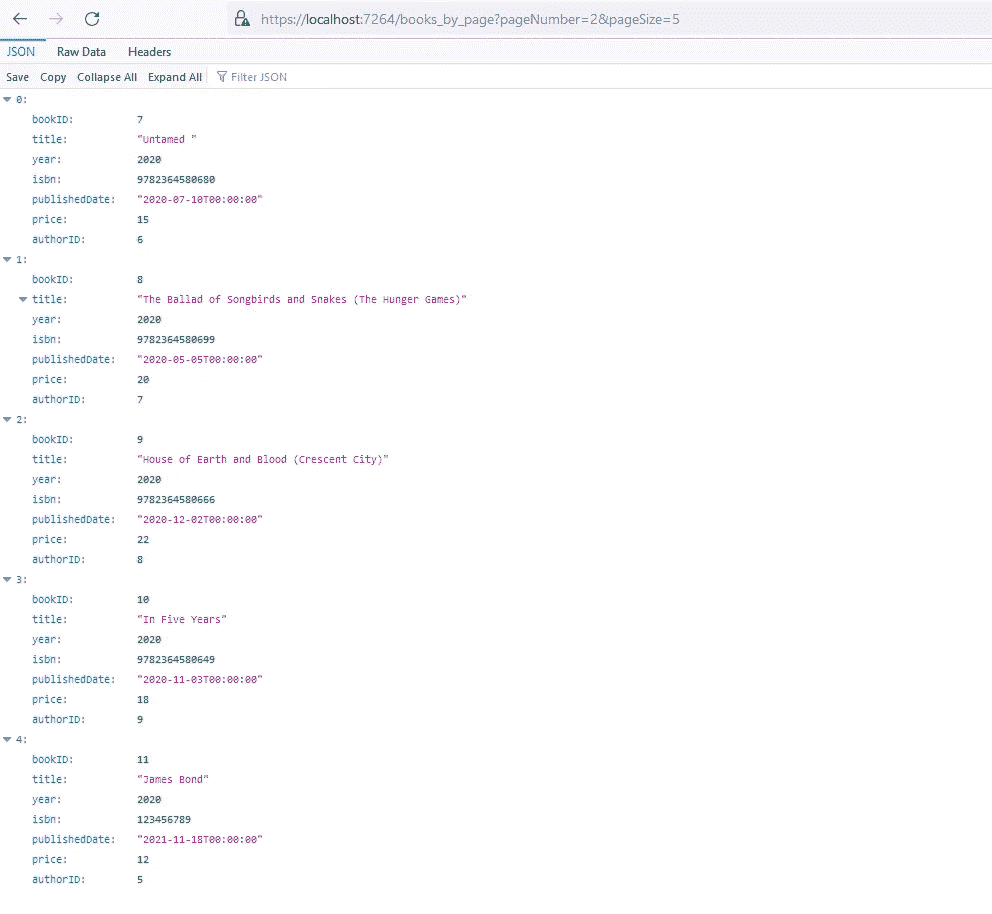 https://localhost:7264/books_by_page?pageNumber=2&pageSize=5
JSON Raw Data Headers
Save Copy Collapse All Expand All Filter JSON
0:
bookID: 7
title: "Untamed "
year: 2020
isbn: 9782364580680
publishedDate: "2020-07-10T00:00:00"
price: 15
authorID: 6
1:
bookID: 8
title: "The Ballad of Songbirds and Snakes (The Hunger Games)"
year: 2020
isbn: 9782364580699
publishedDate: "2020-05-05T00:00:00"
price: 20
authorID: 7
2:
bookID: 9
title: "House of Earth and Blood (Crescent City)"
year: 2020
isbn: 9782364580666
publishedDate: "2020-12-02T00:00:00"
price: 22
authorID: 8
3:
bookID: 10
title: "In Five Years"
year: 2020
isbn: 9782364580649
publishedDate: "2020-11-03T00:00:00"
price: 18
authorID: 9
4:
bookID: 11
title: "James Bond"
year: 2020
isbn: 123456789
publishedDate: "2021-11-18T00:00:00"
price: 12
authorID: 5